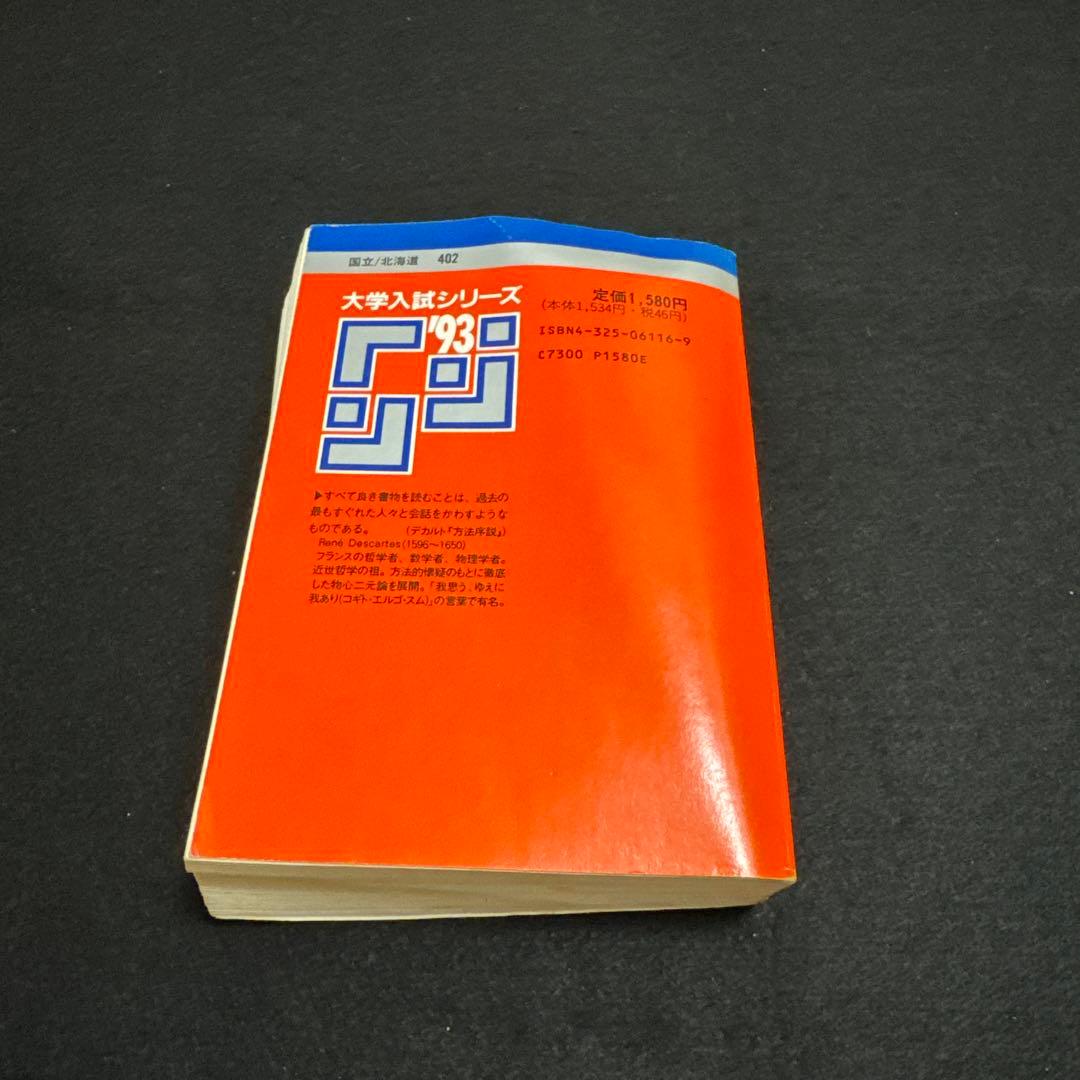 国立/北海道 402
大学入試シリーズ
'93
定価1,580円
(本体1,534円・税46円)
ISBN4-325-06116-9
C7300 P1580E
▶すべて良き書物を読むことは、過去の
最もすぐれた人々と会話をかわすような
ものである。 (デカルト『方法序説』)
René Descartes(1596〜1650)
フランスの哲学者、数学者、物理学者。
近世哲学の祖。方法的懐疑のもとに徹底
した物心二元論を展開。「我思う、ゆえに
我あり(コギト・エルゴ・スム)」の言葉で有名。